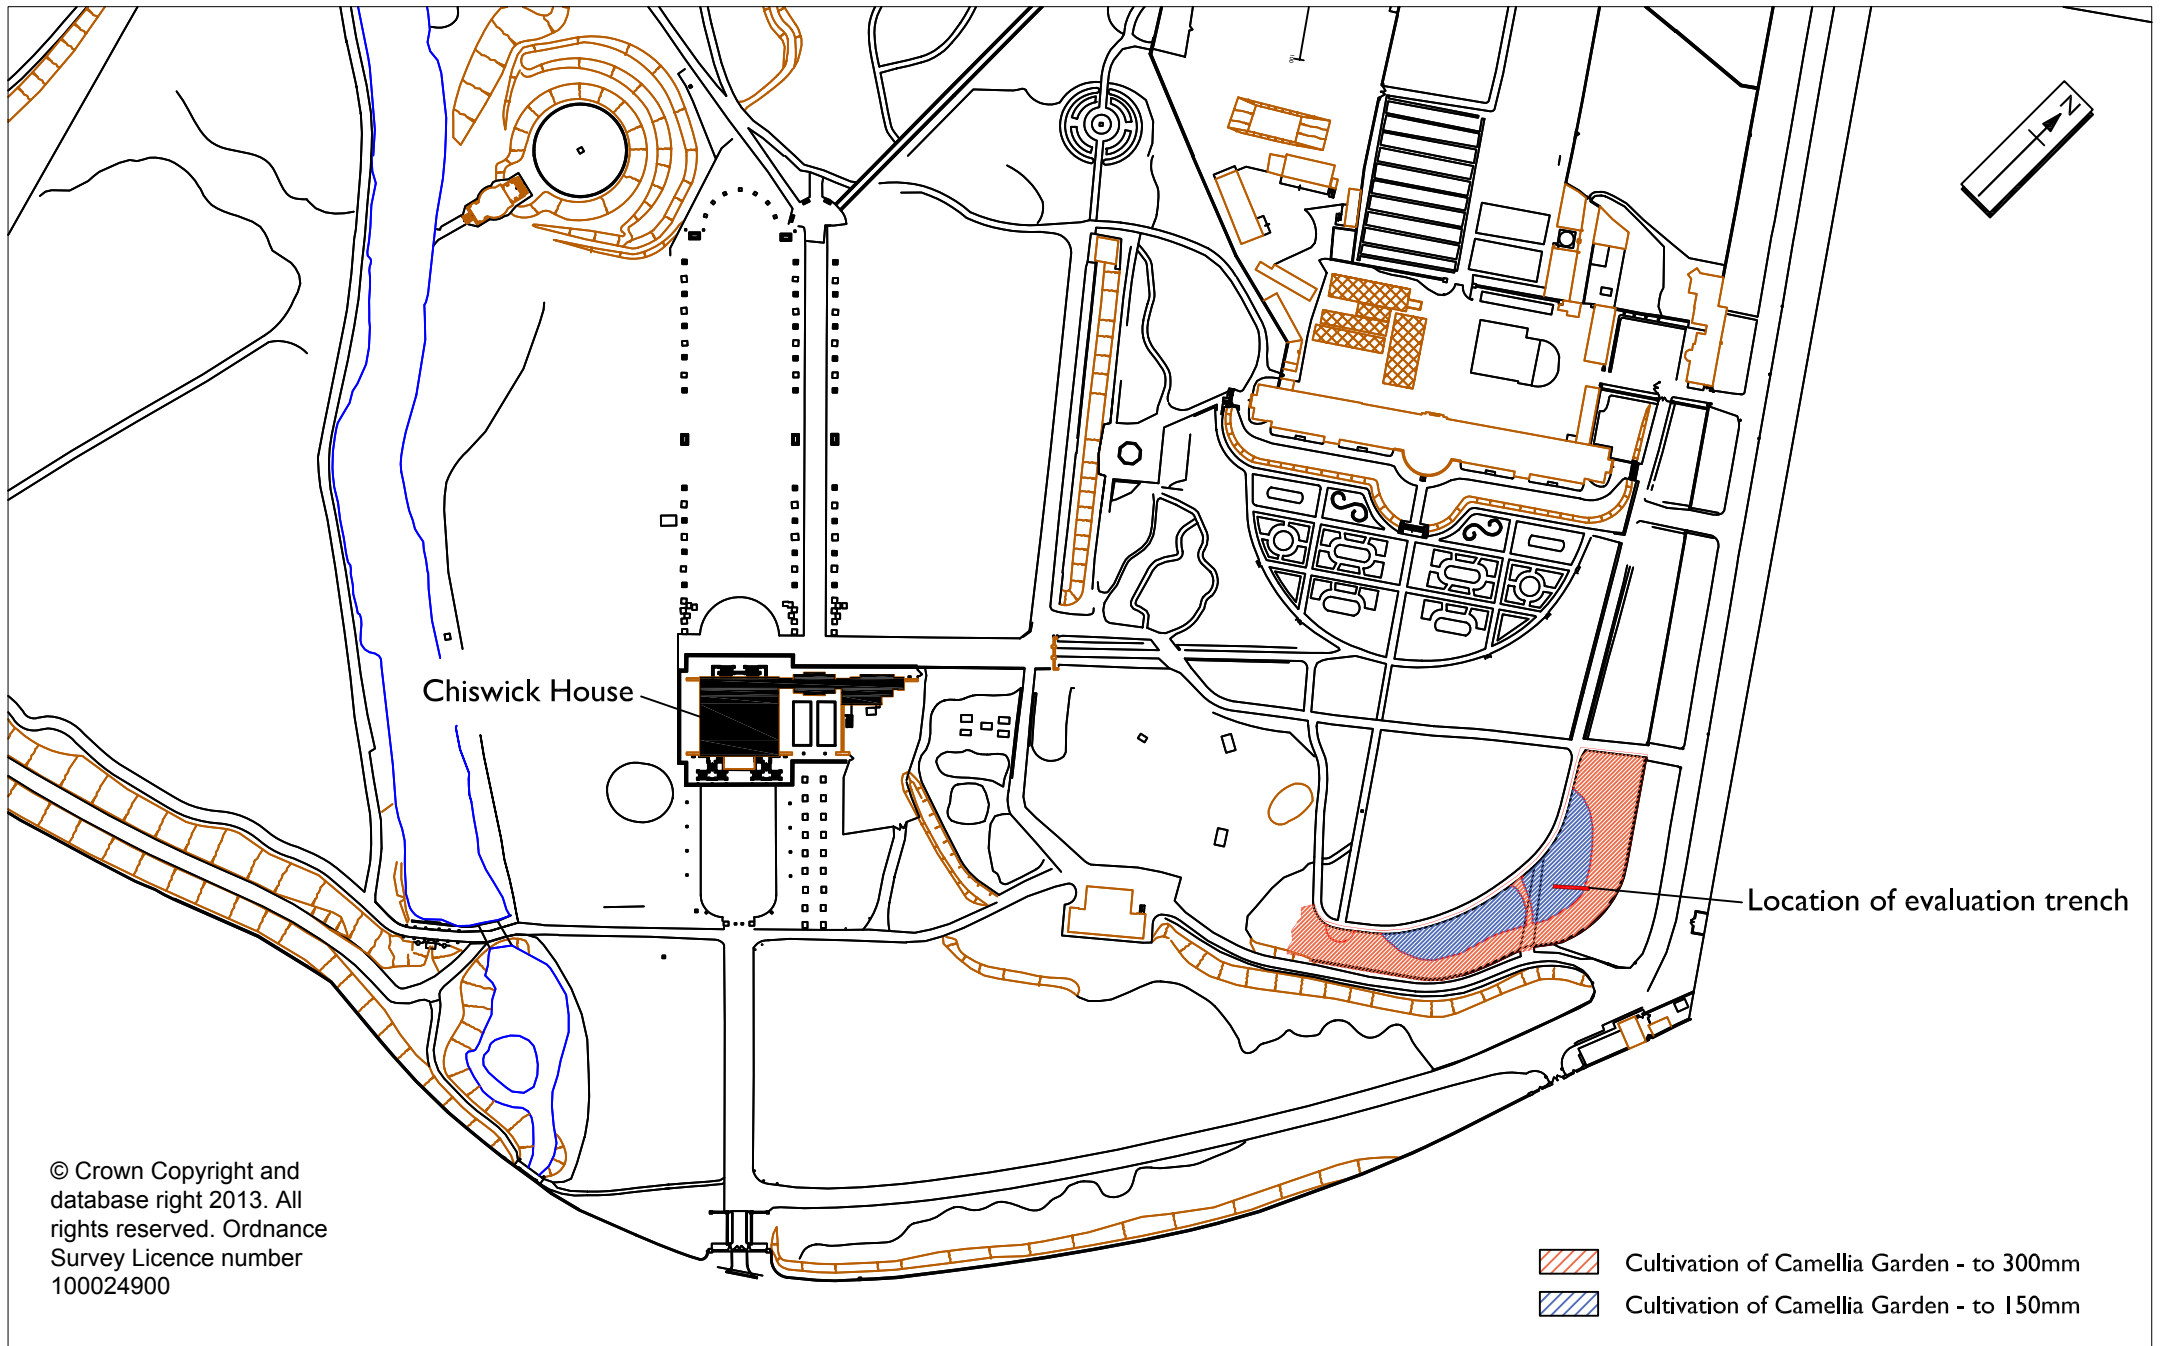 N
Chiswick House
Location of evaluation trench
© Crown Copyright and
database right 2013. All
rights reserved. Ordnance
Survey Licence number
100024900
Cultivation of Camellia Garden - to 300mm
Cultivation of Camellia Garden - to 150mm